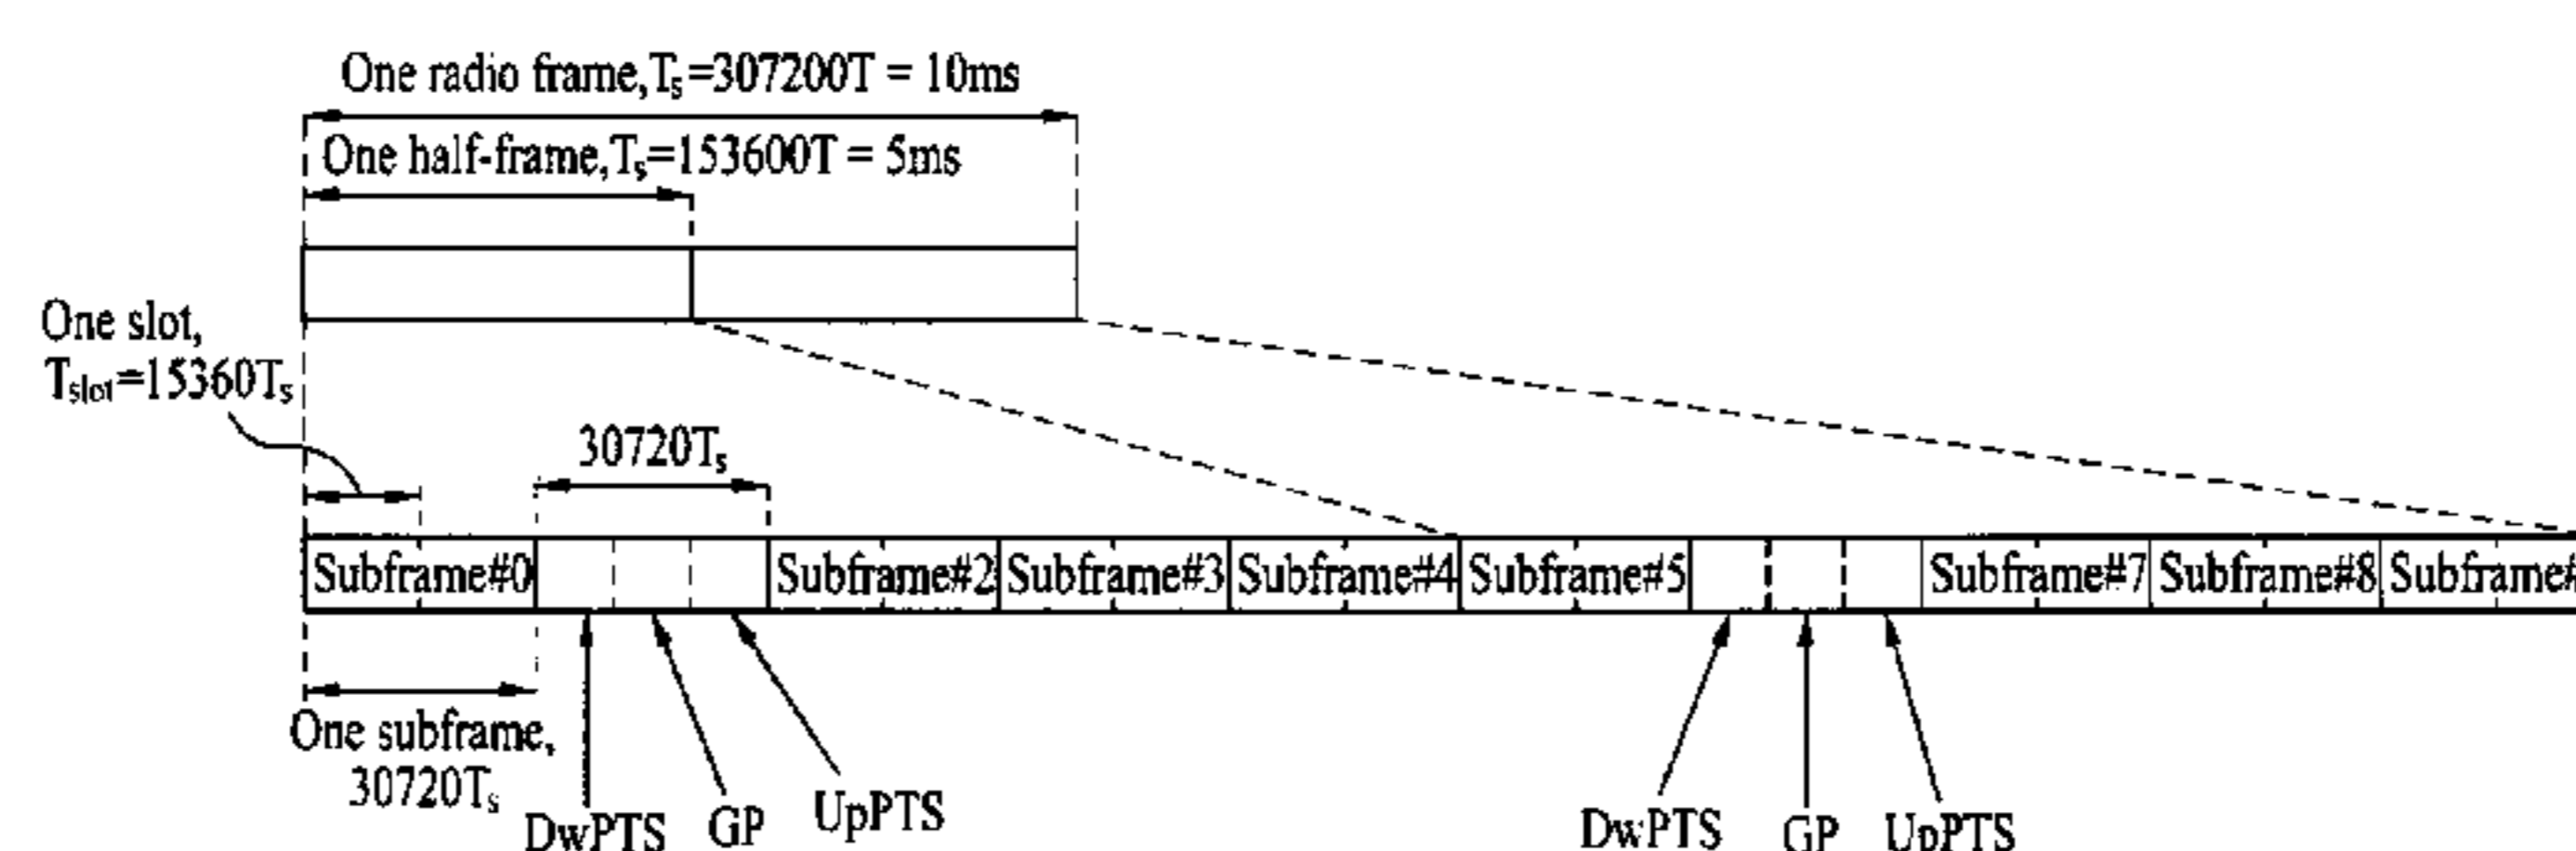 One radio frame,Ts=307200T = 10ms
One half-frame,Ts=153600T = 5ms
One slot,
Tslot=15360Ts
30720Ts
Subframe#0 Subframe#2 Subframe#3 Subframe#4 Subframe#5 Subframe#7 Subframe#8 Subframe#
One subframe,
30720Ts
DwPTS GP UpPTS DwPTS GP UpPTS